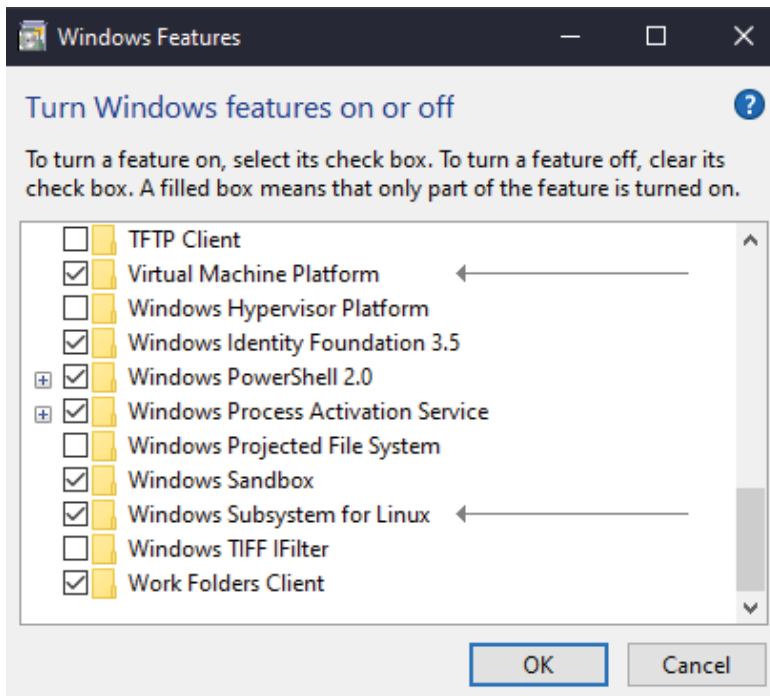 Windows Features
Turn Windows features on or off
To turn a feature on, select its check box. To turn a feature off, clear its
check box. A filled box means that only part of the feature is turned on.
TFTP Client
Virtual Machine Platform
Windows Hypervisor Platform
Windows Identity Foundation 3.5
Windows PowerShell 2.0
Windows Process Activation Service
Windows Projected File System
Windows Sandbox
Windows Subsystem for Linux
Windows TIFF IFilter
Work Folders Client
OK
Cancel